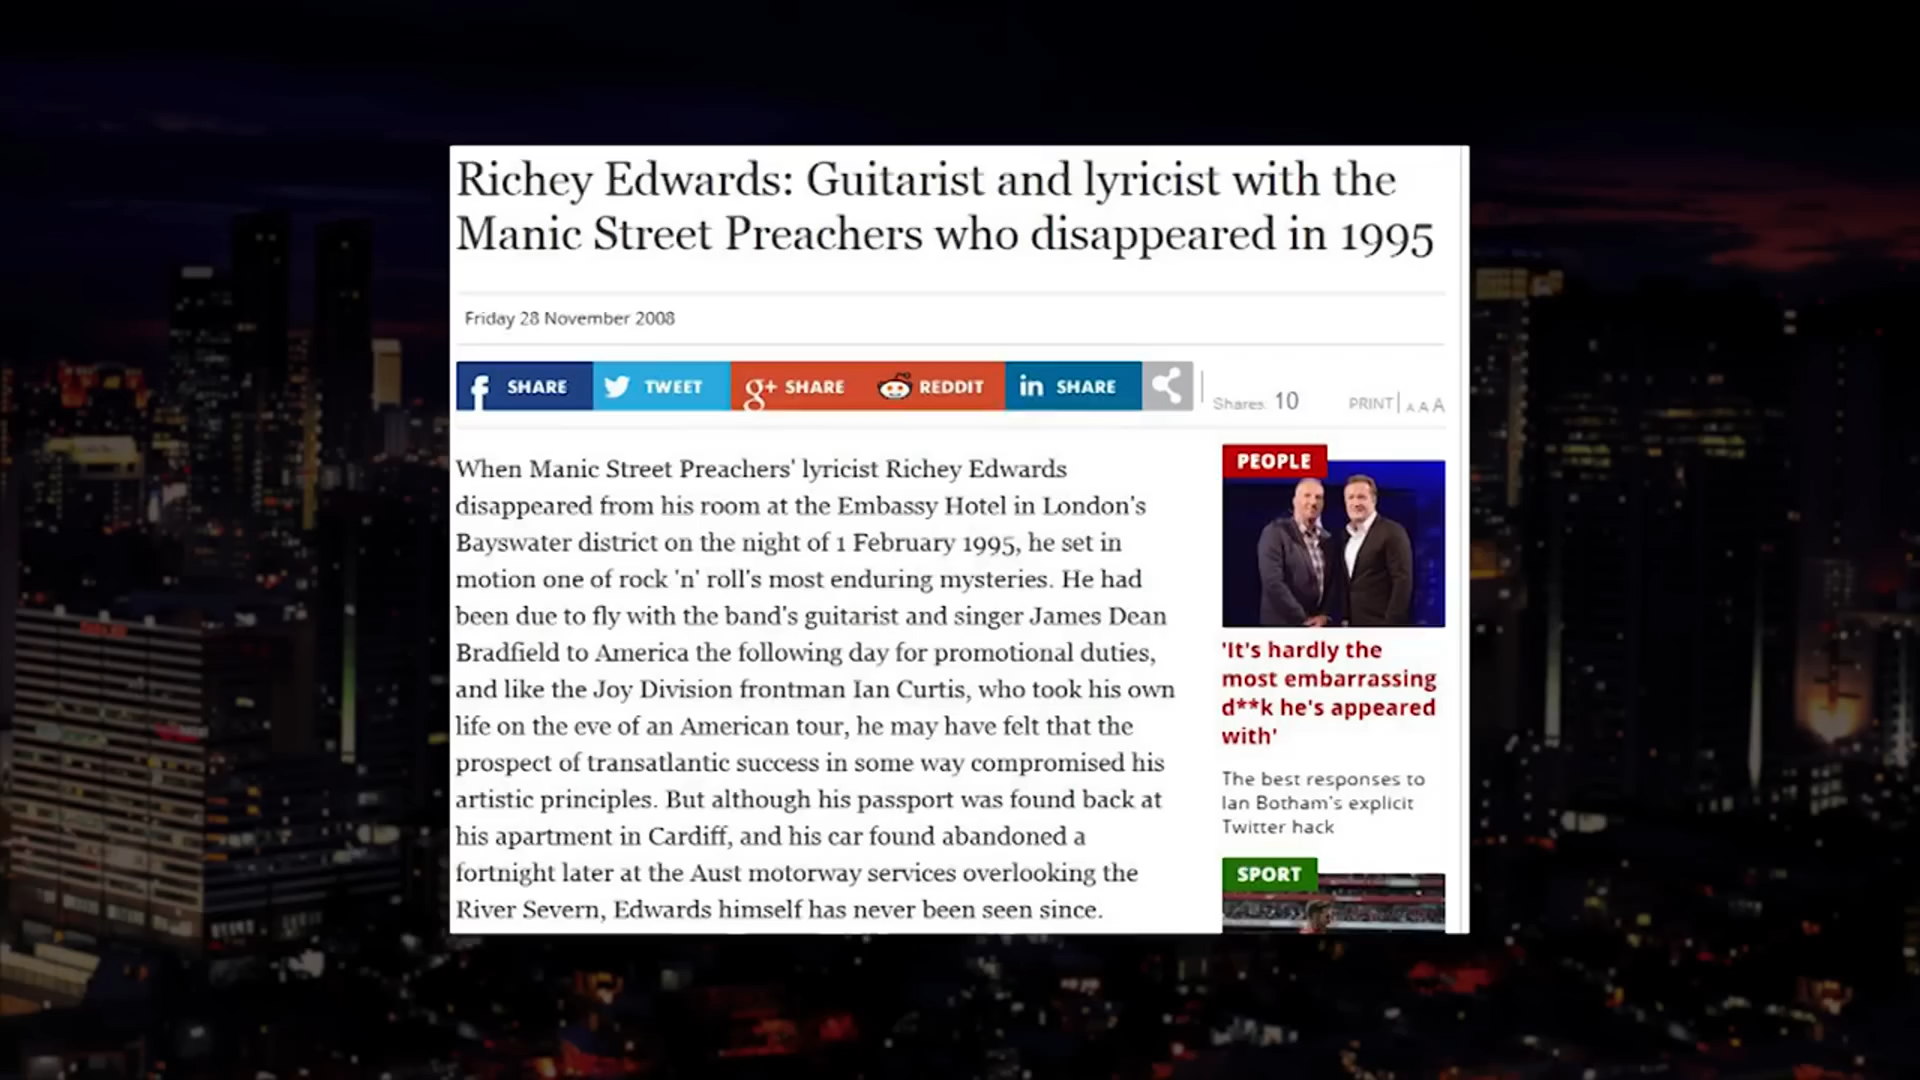 Richey Edwards: Guitarist and lyricist with the
Manic Street Preachers who disappeared in 1995
Friday 28 November 2008
f SHARE
TWEET
g+ SHARE
REDDIT
in SHARE
Shares: 10
PRINT A A A
When Manic Street Preachers' lyricist Richey Edwards
disappeared from his room at the Embassy Hotel in London's
Bayswater district on the night of 1 February 1995, he set in
motion one of rock 'n' roll's most enduring mysteries. He had
been due to fly with the band's guitarist and singer James Dean
Bradfield to America the following day for promotional duties,
and like the Joy Division frontman Ian Curtis, who took his own
life on the eve of an American tour, he may have felt that the
prospect of transatlantic success in some way compromised his
artistic principles. But although his passport was found back at
his apartment in Cardiff, and his car found abandoned a
fortnight later at the Aust motorway services overlooking the
River Severn, Edwards himself has never been seen since.
PEOPLE
'It's hardly the
most embarrassing
d**k he's appeared
with'
The best responses to
Ian Botham's explicit
Twitter hack
SPORT